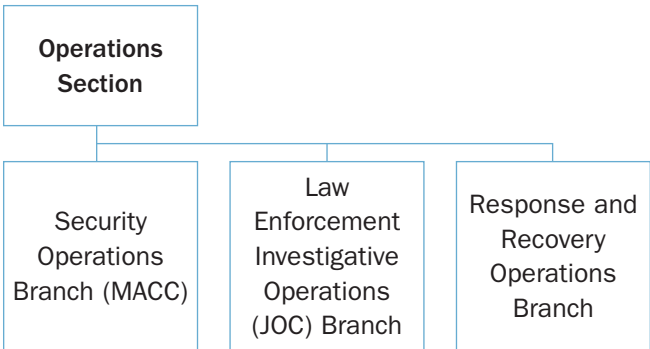 Operations
Section
Security
Operations
Branch (MACC)
Law
Enforcement
Investigative
Operations
(JOC) Branch
Response and
Recovery
Operations
Branch